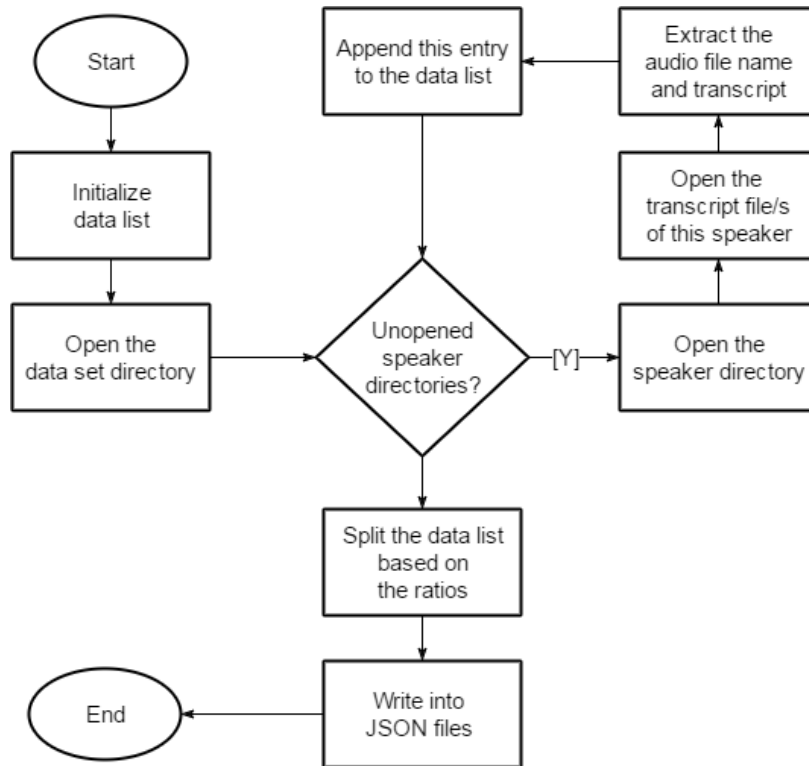 Start
Initialize
data list
Open the
data set directory
Unopened
speaker
directories?
[Y]
Open the
speaker directory
Open the
transcript file/s
of this speaker
Extract the
audio file name
and transcript
Append this entry
to the data list
Split the data list
based on
the ratios
Write into
JSON files
End